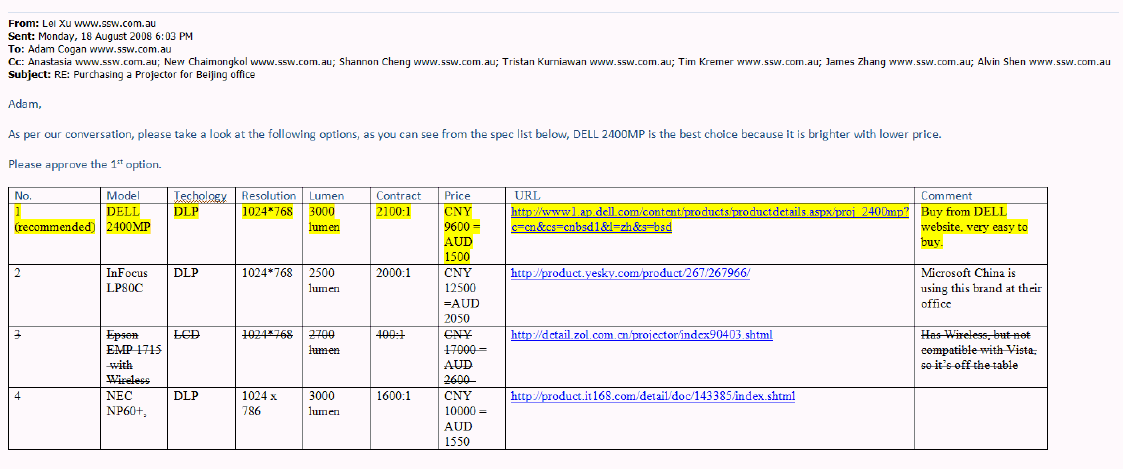 From: Lei Xu www.ssw.com.au
Sent: Monday, 18 August 2008 6:03 PM
To: Adam Cogan www.ssw.com.au
Cc: Anastasia www.ssw.com.au; New Chaimongkol www.ssw.com.au; Shannon Cheng www.ssw.com.au; Tristan Kurniawan www.ssw.com.au; Tim Kremer www.ssw.com.au; James Zhang www.ssw.com.au; Alvin Shen www.ssw.com.au
Subject: RE: Purchasing a Projector for Beijing office
Adam,
As per our conversation, please take a look at the following options, as you can see from the spec list below, DELL 2400MP is the best choice because it is brighter with lower price.
Please approve the 1st option.
No. Model Techology Resolution Lumen Contract Price URL Comment
1 DELL DLP 1024*768 3000 2100:1 CNY http://www1.ap.dell.com/content/products/productdetails.aspx/proj_2400mp? Buy from DELL
(recommended) 2400MP lumen 9600 = c=cn&cs=cnbsd1&l=zh&s=bsd website, very easy to
AUD buy.
1500
2 InFocus DLP 1024*768 2500 2000:1 CNY http://product.yesky.com/product/267/267966/ Microsoft China is
LP80C lumen 12500 using this brand at their
=AUD office
2050
3 Epson LCD 1024*768 2700 400:1 CNY http://detail.zol.com.cn/projector/index90403.shtml Has Wireless, but not
EMP-1715 lumen 17000 = compatible with Vista,
with AUD so it's off the table
Wireless 2600
4 NEC DLP 1024 x 3000 1600:1 CNY http://product.it168.com/detail/doc/143385/index.shtml
NP60+, 786 lumen 10000 =
AUD
1550